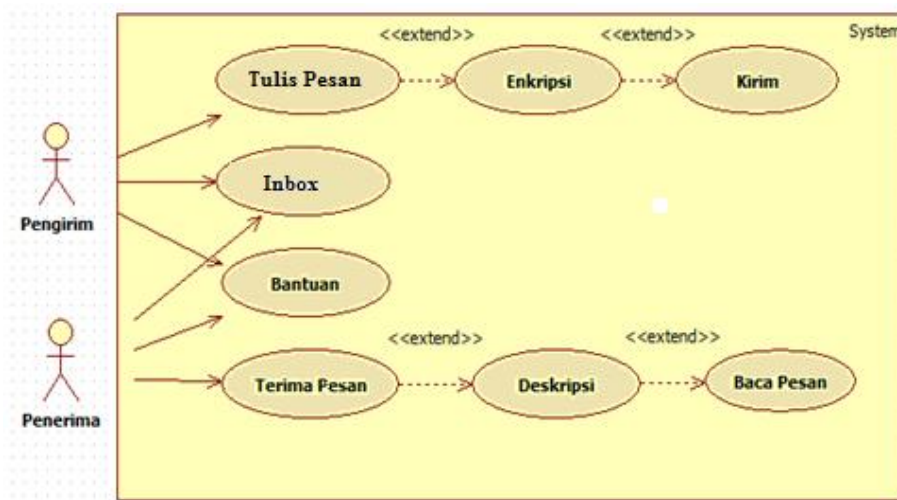 <<extend>> <<extend>> System
Tulis Pesan Enkripsi Kirim
Inbox
Pengirim
Bantuan
<<extend>> <<extend>>
Terima Pesan Deskripsi Baca Pesan
Penerima